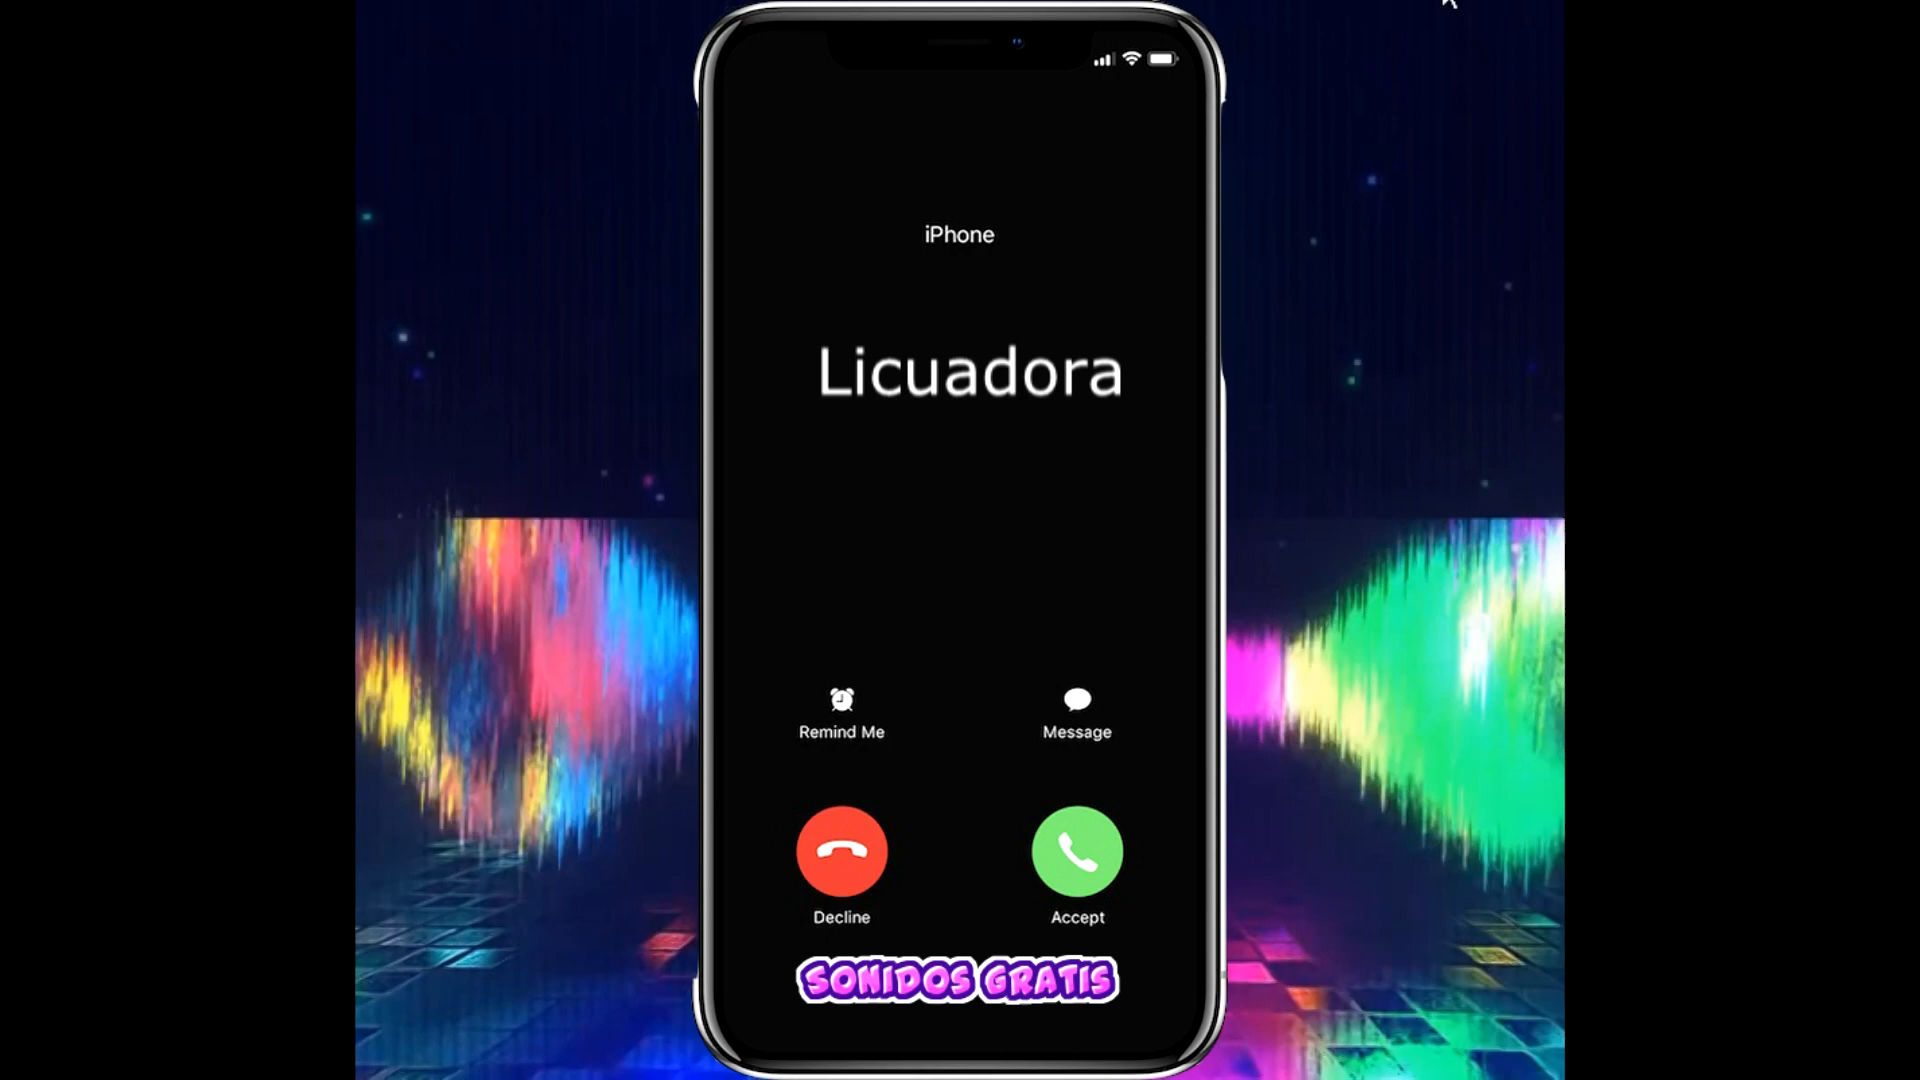 iPhone
Licuadora
Remind Me
Message
Decline
Accept
SONIDOS GRATIS